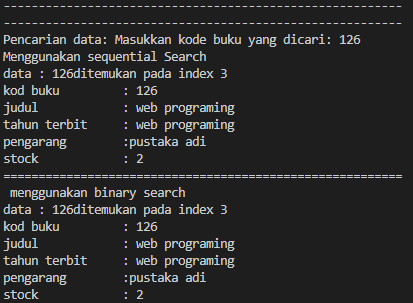 ---------------------------------------------------------
---------------------------------------------------------
Pencarian data: Masukkan kode buku yang dicari: 126
Menggunakan sequential Search
data : 126ditemukan pada index 3
kod buku         : 126
judul            : web programing
tahun terbit     : web programing
pengarang        :pustaka adi
stock            : 2
=========================================================
 menggunakan binary search
data : 126ditemukan pada index 3
kod buku         : 126
judul            : web programing
tahun terbit     : web programing
pengarang        :pustaka adi
stock            : 2